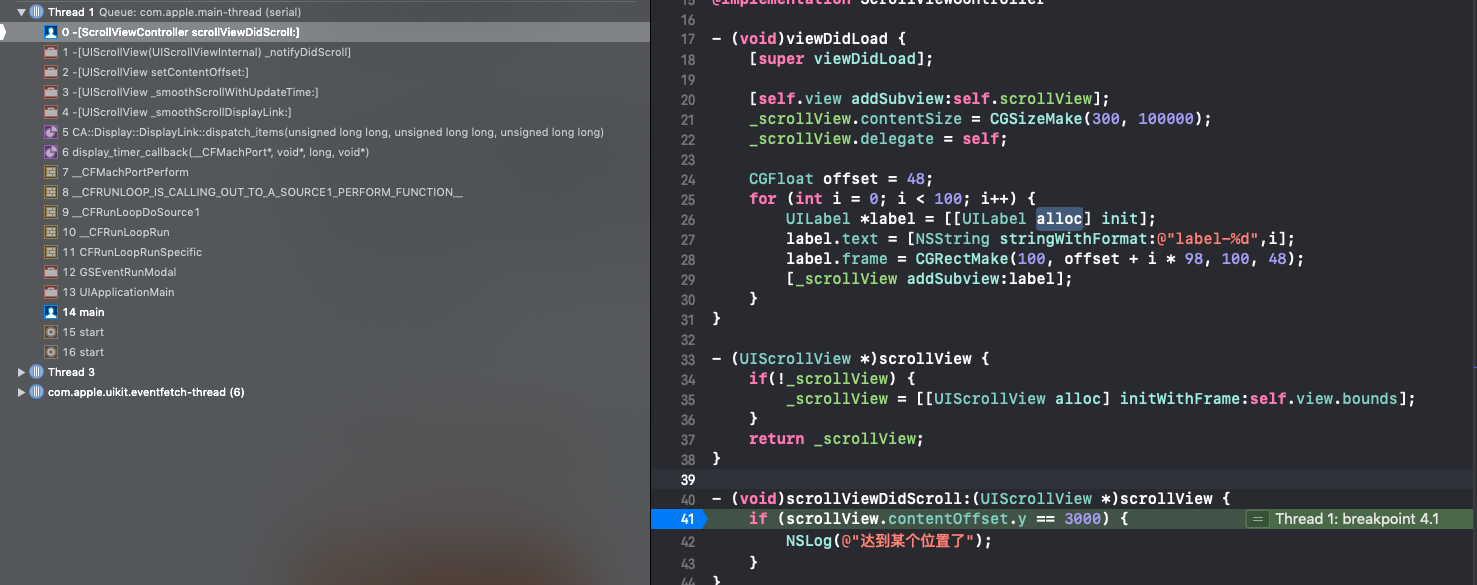 Thread 1 Queue: com.apple.main-thread (serial)
0 -[ScrollViewController scrollViewDidScroll:]
1 -[UIScrollView(UIScrollViewInternal) _notifyDidScroll]
2 -[UIScrollView setContentOffset:]
3 -[UIScrollView _smoothScrollWithUpdateTime:]
4 -[UIScrollView _smoothScrollDisplayLink:]
5 CA::Display::DisplayLink::dispatch_items(unsigned long long, unsigned long long, unsigned long long)
6 display_timer_callback(__CFMachPort*, void*, long, void*)
7 __CFMachPortPerform
8 __CFRUNLOOP_IS_CALLING_OUT_TO_A_SOURCE1_PERFORM_FUNCTION__
9 __CFRunLoopDoSource1
10 __CFRunLoopRun
11 CFRunLoopRunSpecific
12 GSEventRunModal
13 UIApplicationMain
14 main
15 start
16 start
Thread 3
com.apple.uikit.eventfetch-thread (6)
15 @implementation ScrollViewController
16
17 - (void)viewDidLoad {
18 [super viewDidLoad];
19
20 [self.view addSubview:self.scrollView];
21 _scrollView.contentSize = CGSizeMake(300, 100000);
22 _scrollView.delegate = self;
23
24 CGFloat offset = 48;
25 for (int i = 0; i < 100; i++) {
26 UILabel *label = [[UILabel alloc] init];
27 label.text = [NSString stringWithFormat:@"label-%d",i];
28 label.frame = CGRectMake(100, offset + i * 98, 100, 48);
29 [_scrollView addSubview:label];
30 }
31 }
32
33 - (UIScrollView *)scrollView {
34 if(!_scrollView) {
35 _scrollView = [[UIScrollView alloc] initWithFrame:self.view.bounds];
36 }
37 return _scrollView;
38 }
39
40 - (void)scrollViewDidScroll:(UIScrollView *)scrollView {
41 if (scrollView.contentOffset.y == 3000) { = Thread 1: breakpoint 4.1
42 NSLog(@"达到某个位置了");
43 }
44 }